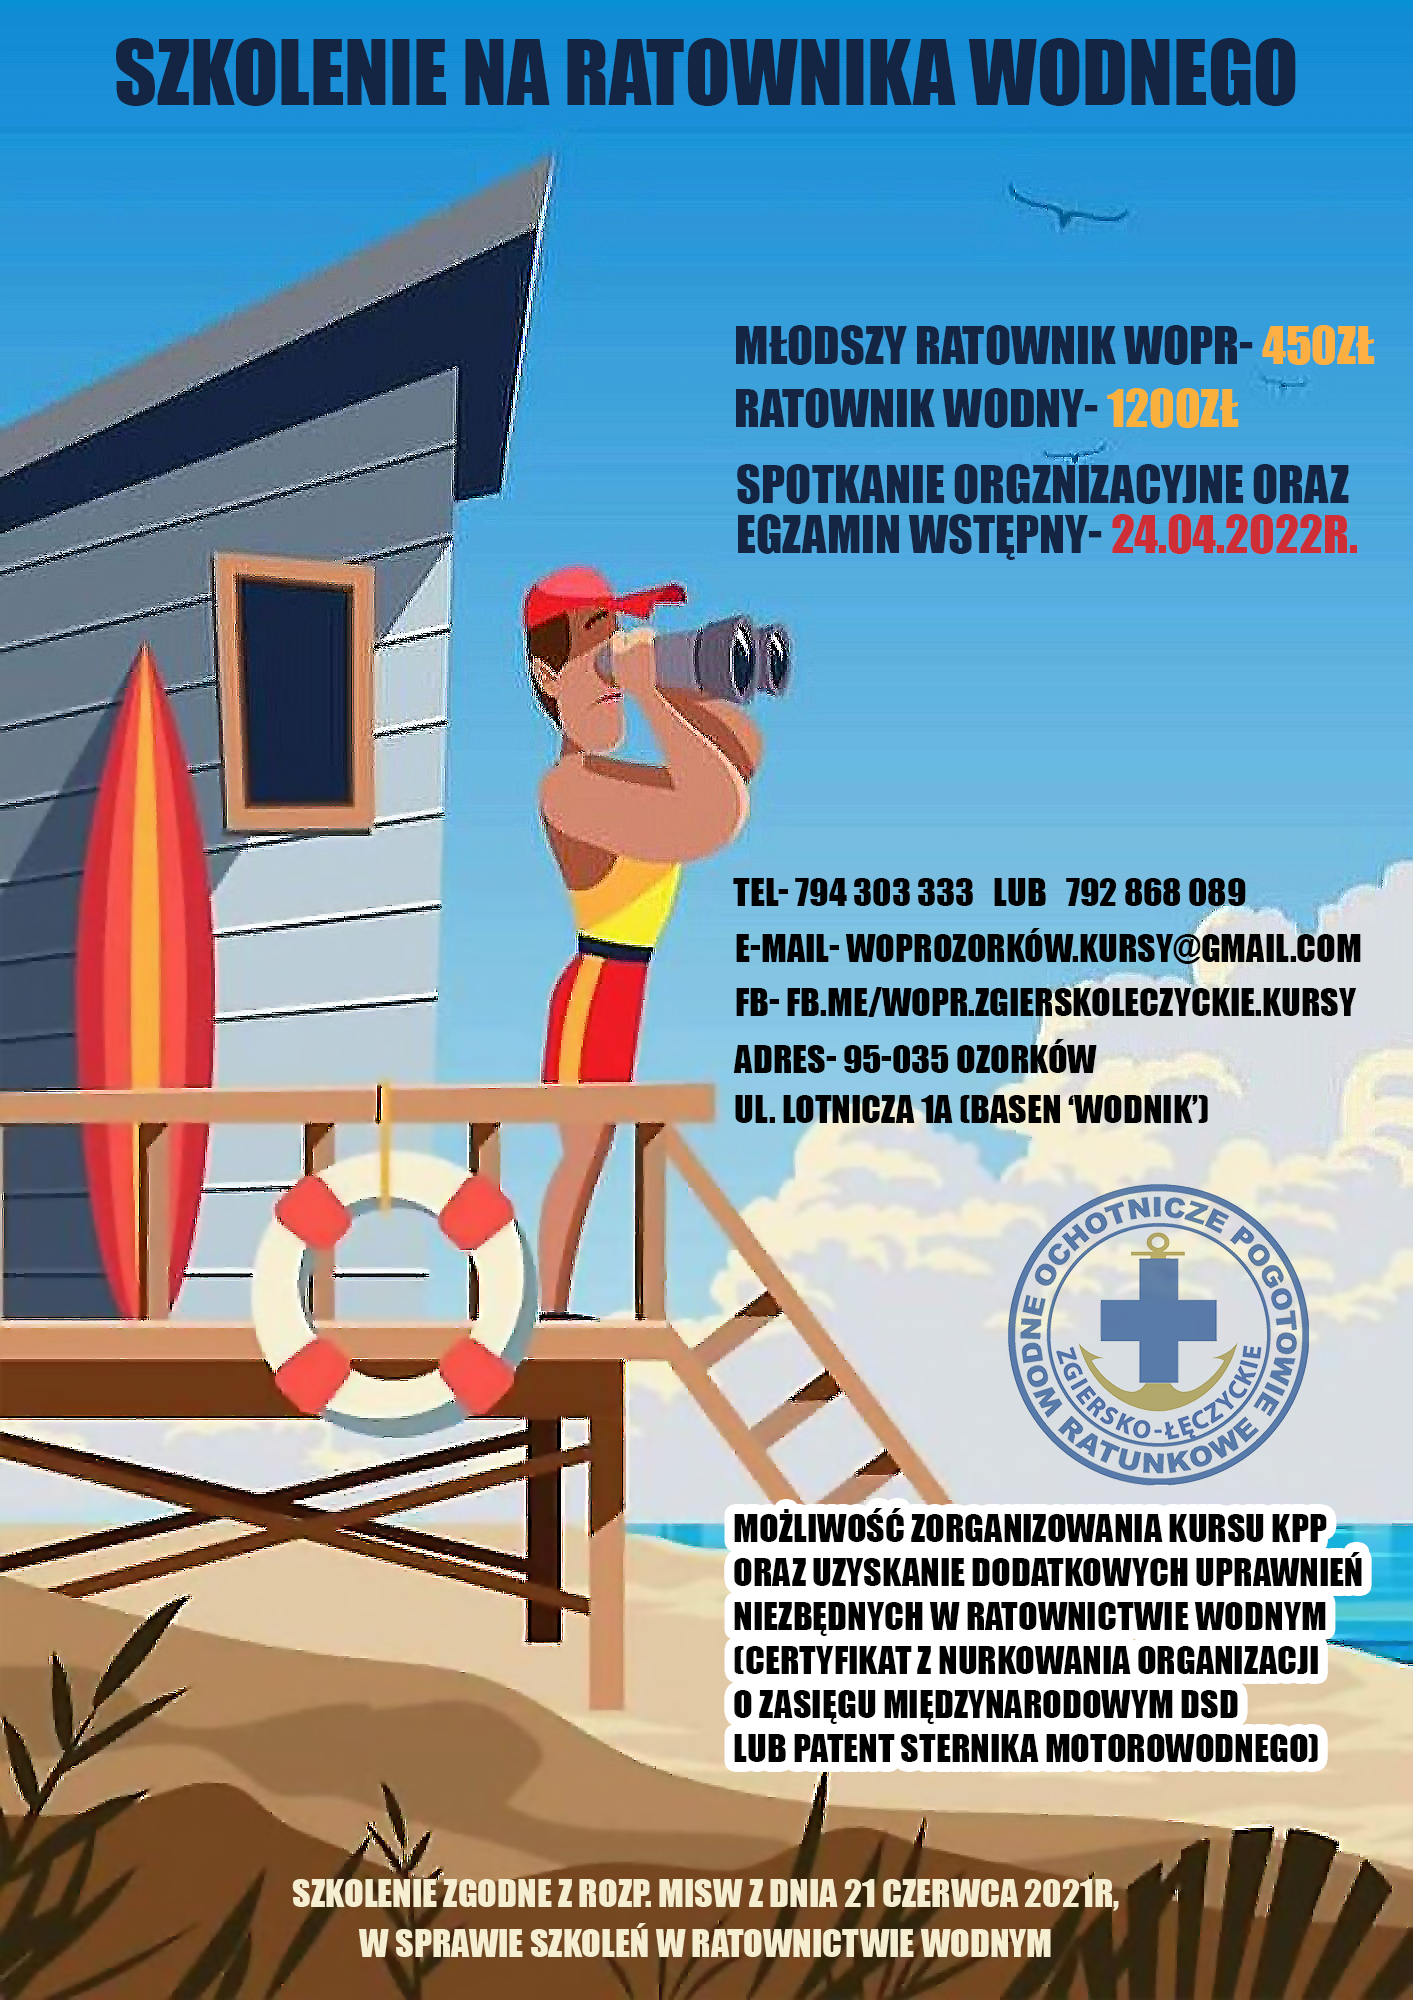 SZKOLENIE NA RATOWNIKA WODNEGO
MŁODSZY RATOWNIK WOPR- 450ZŁ
RATOWNIK WODNY- 1200ZŁ
SPOTKANIE ORGZNIZACYJNE ORAZ
EGZAMIN WSTĘPNY- 24.04.2022R.
TEL- 794 303 333 LUB 792 868 089
E-MAIL- WOPROZORKÓW.KURSY@GMAIL.COM
FB- FB.ME/WOPR.ZGIERSKOLECZYCKIE.KURSY
ADRES- 95-035 OZORKÓW
UL. LOTNICZA 1A (BASEN ‘WODNIK’)
WODNE OCHOTNICZE POGOTOWIE
RATUNKOWE WODOM
ZGIERSKO-ŁĘCZYCKIE
MOŻLIWOŚĆ ZORGANIZOWANIA KURSU KPP
ORAZ UZYSKANIE DODATKOWYCH UPRAWNIEŃ
NIEZBĘDNYCH W RATOWNICTWIE WODNYM
(CERTYFIKAT Z NURKOWANIA ORGANIZACJI
O ZASIĘGU MIĘDZYNARODOWYM DSD
LUB PATENT STERNIKA MOTOROWODNEGO)
SZKOLENIE ZGODNE Z ROZP. MISW Z DNIA 21 CZERWCA 2021R,
W SPRAWIE SZKOLEŃ W RATOWNICTWIE WODNYM